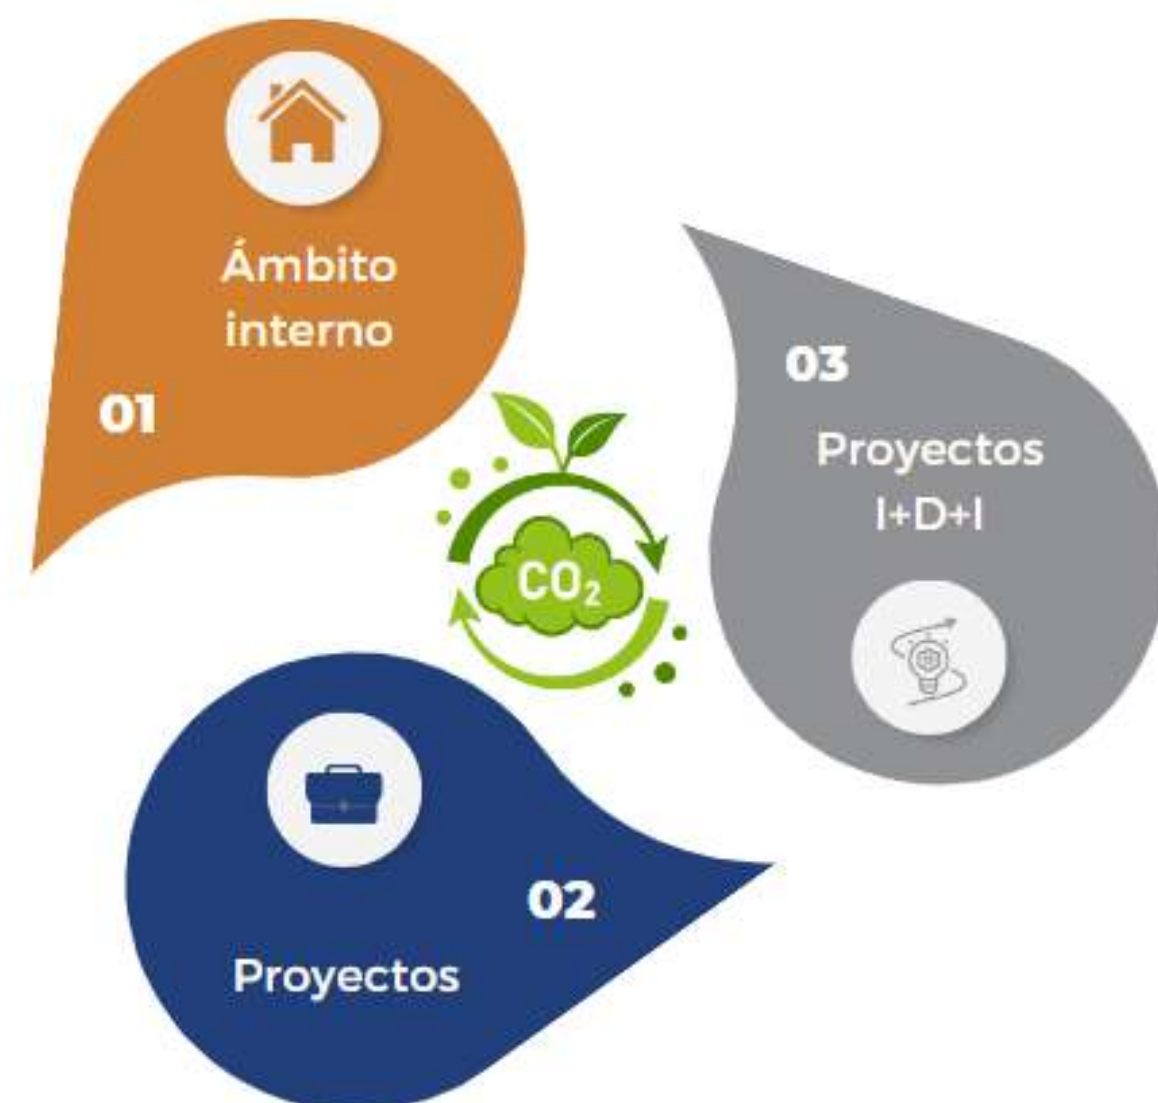 Ámbito
interno
01
CO₂
02
Proyectos
03
Proyectos
I+D+I